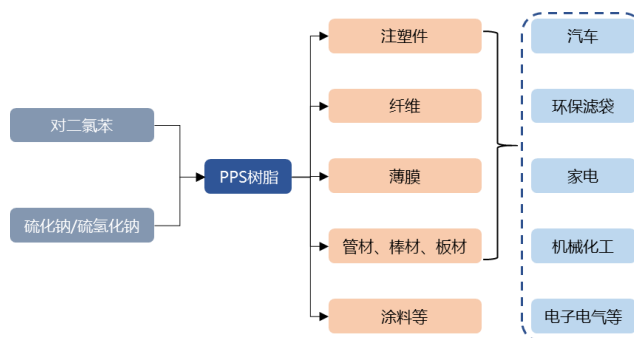 对二氯苯
硫化钠/硫氢化钠
PPS树脂
注塑件
纤维
薄膜
管材、棒材、板材
涂料等
汽车
环保滤袋
家电
机械化工
电子电气等